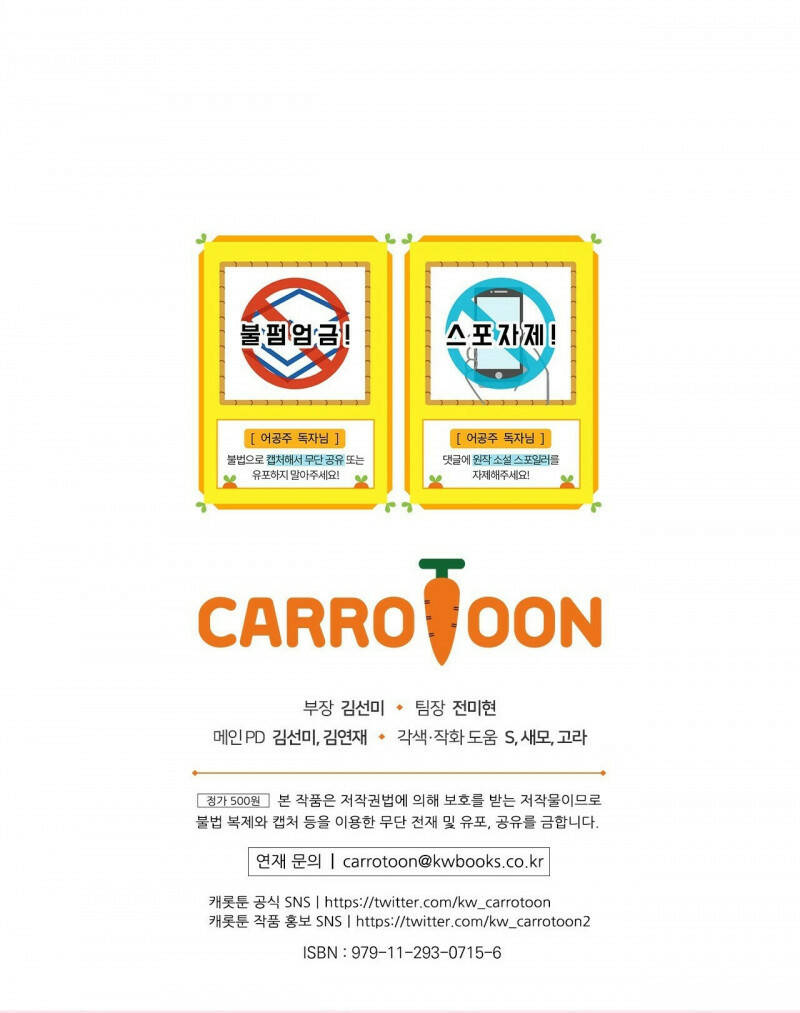 불펌엄금!
[ 어공주 독자님 ]
불법으로 캡처해서 무단 공유 또는
유포하지 말아주세요!
스포자제!
[ 어공주 독자님 ]
댓글에 원작 소설 스포일러를
자제해주세요!
CARROTOON
부장 김선미 ◆ 팀장 전미현
메인 PD 김선미, 김연재 ◆ 각색·작화 도움 S, 새모, 고라
정가 500원 본 작품은 저작권법에 의해 보호를 받는 저작물이므로
불법 복제와 캡처 등을 이용한 무단 전재 및 유포, 공유를 금합니다.
연재 문의 | carrotoon@kwbooks.co.kr
캐롯툰 공식 SNS | https://twitter.com/kw_carrotoon
캐롯툰 작품 홍보 SNS | https://twitter.com/kw_carrotoon2
ISBN : 979-11-293-0715-6